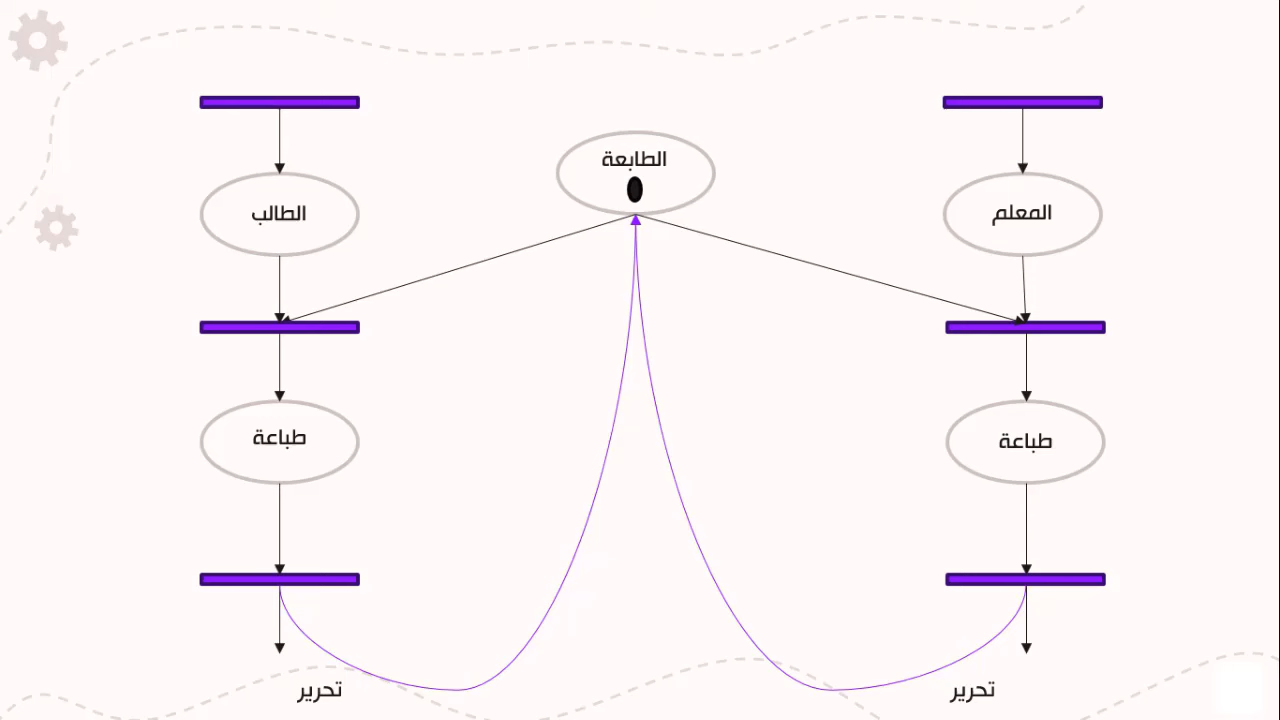 الطابعة
المعلم
الطالب
طباعة
طباعة
تحرير
تحرير